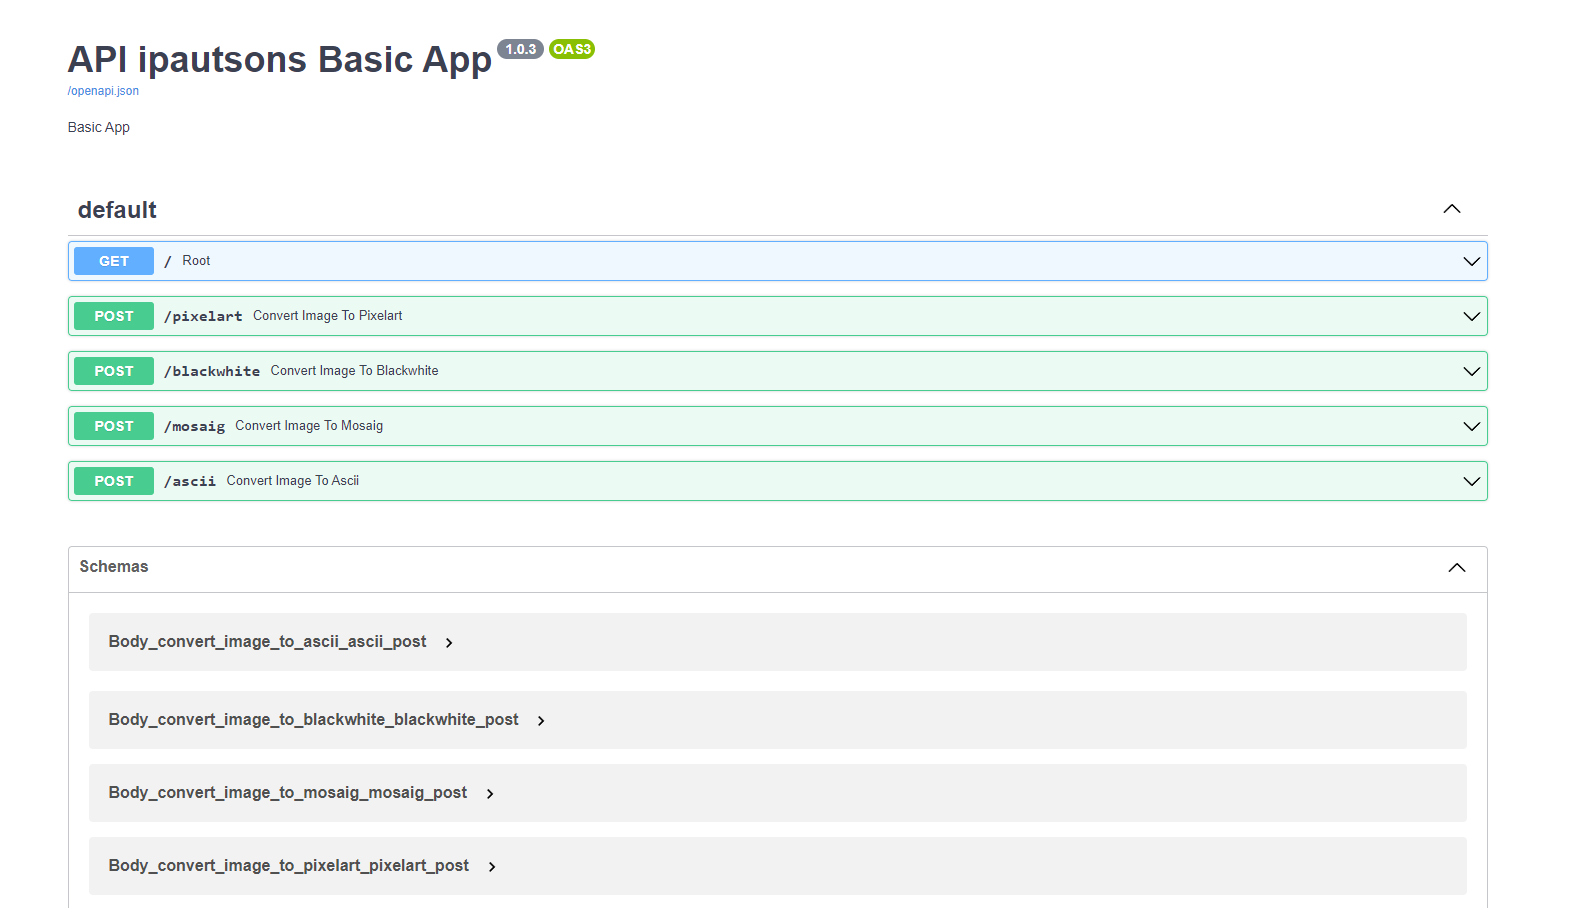 API ipautsons Basic App 1.0.3 OAS3
/openapi.json
Basic App
default
GET / Root
POST /pixelart Convert Image To Pixelart
POST /blackwhite Convert Image To Blackwhite
POST /mosaig Convert Image To Mosaig
POST /ascii Convert Image To Ascii
Schemas
Body_convert_image_to_ascii_ascii_post
Body_convert_image_to_blackwhite_blackwhite_post
Body_convert_image_to_mosaig_mosaig_post
Body_convert_image_to_pixelart_pixelart_post